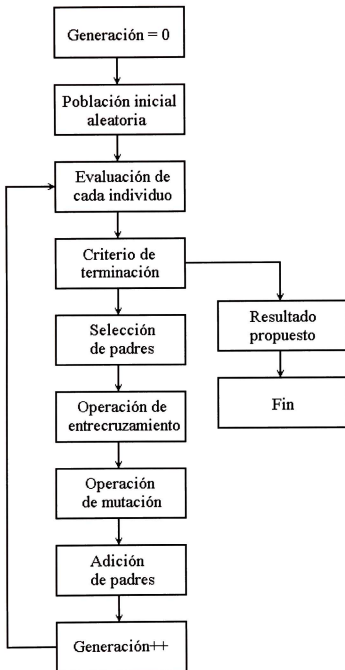 Generación = 0
Población inicial
aleatoria
Evaluación de
cada individuo
Criterio de
terminación
Selección
de padres
Resultado
propuesto
Operación de
entrecruzamiento
Fin
Operación
de mutación
Adición
de padres
Generación++